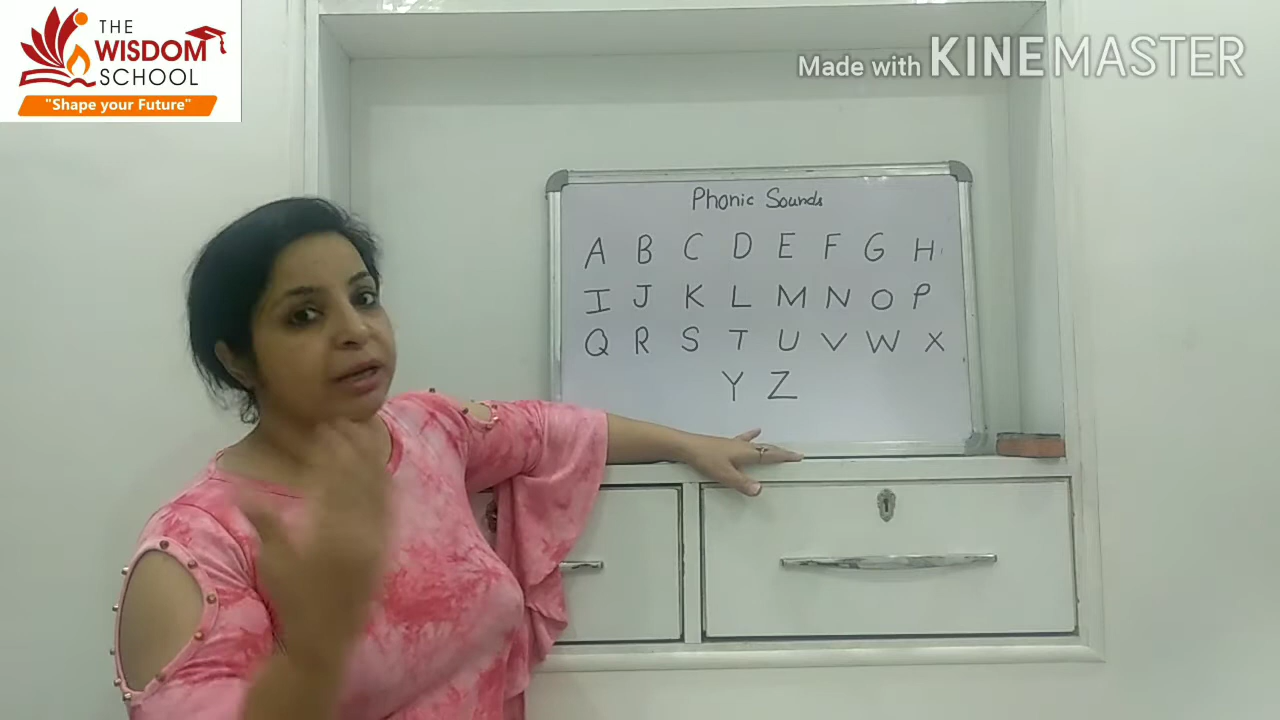 THE
WISDOM
SCHOOL
"Shape your Future"
Made with KINEMASTER
Phonic Sounds
A B C D E F G H
I J K L M N O P
Q R S T U V W X
Y Z